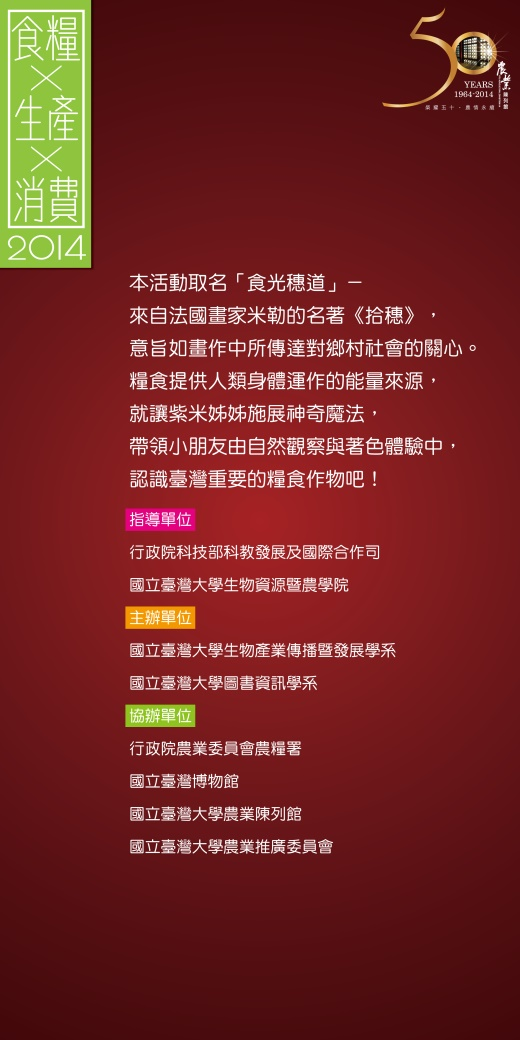 食糧
×
生產
×
消費
2014
50
YEARS
1964-2014
榮耀五十‧農情永續
農業
陳列館
本活動取名「食光穗道」－
來自法國畫家米勒的名著《拾穗》，
意旨如畫作中所傳達對鄉村社會的關心。
糧食提供人類身體運作的能量來源，
就讓紫米姊姊施展神奇魔法，
帶領小朋友由自然觀察與著色體驗中，
認識臺灣重要的糧食作物吧！
指導單位
行政院科技部科教發展及國際合作司
國立臺灣大學生物資源暨農學院
主辦單位
國立臺灣大學生物產業傳播暨發展學系
國立臺灣大學圖書資訊學系
協辦單位
行政院農業委員會農糧署
國立臺灣博物館
國立臺灣大學農業陳列館
國立臺灣大學農業推廣委員會